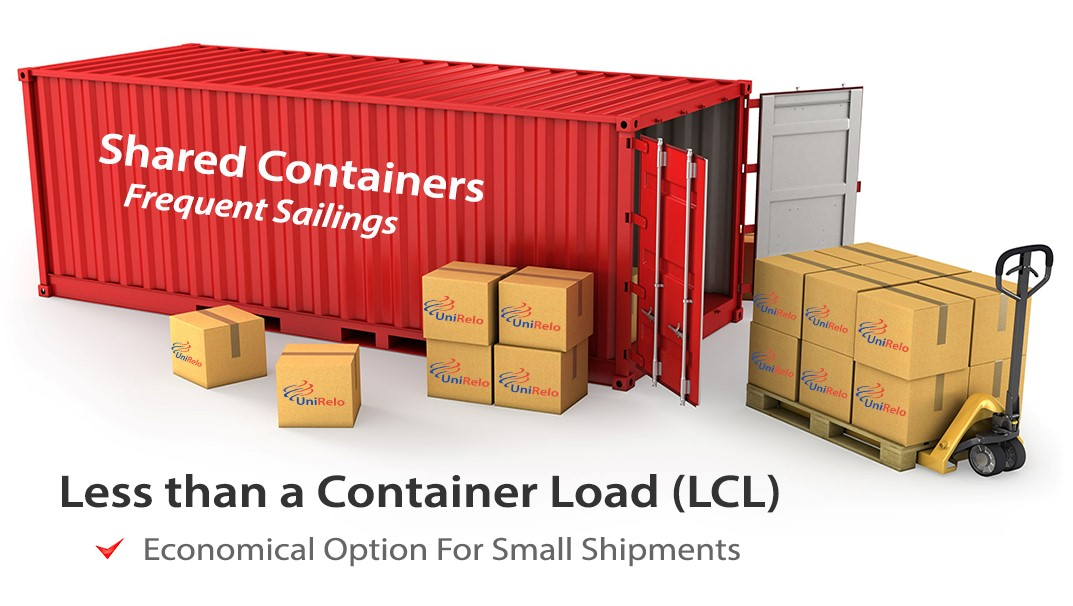 Shared Containers
Frequent Sailings
UniRelo
UniRelo
UniRelo
UniRelo
UniRelo
UniRelo
UniRelo
UniRelo
UniRelo
UniRelo
UniRelo
UniRelo
Less than a Container Load (LCL)
Economical Option For Small Shipments